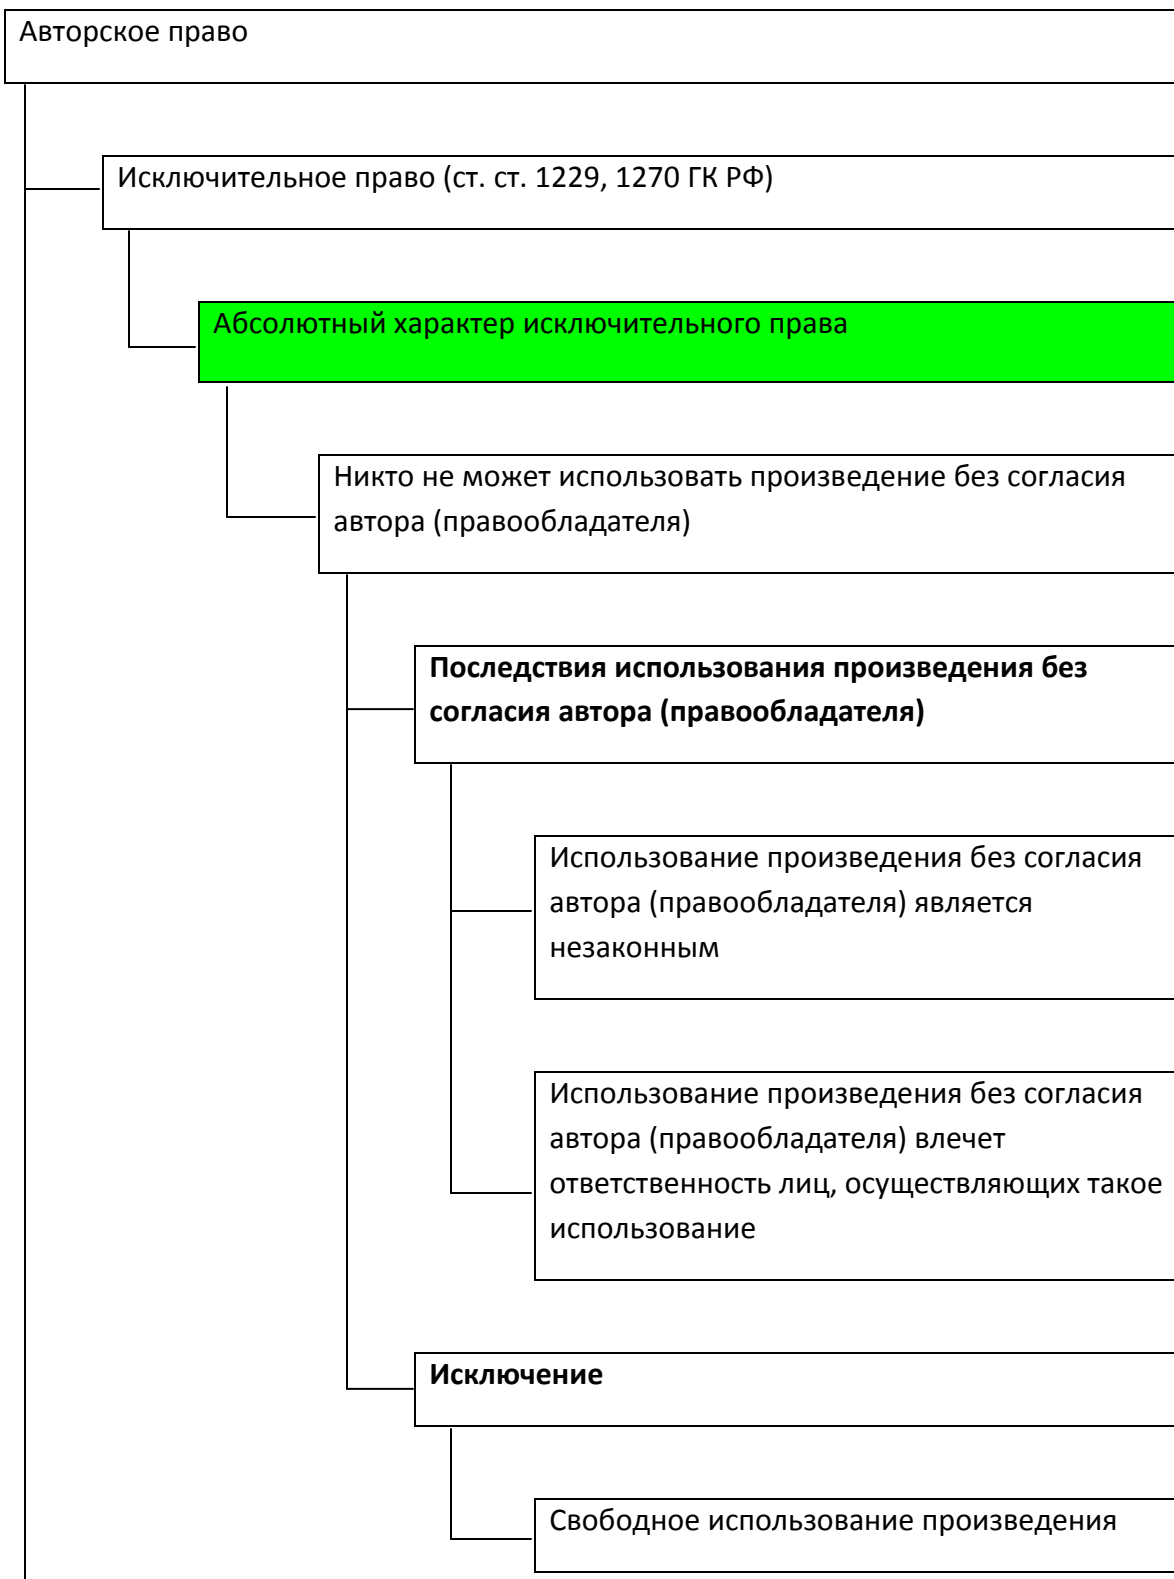 Авторское право
Исключительное право (ст. ст. 1229, 1270 ГК РФ)
Абсолютный характер исключительного права
Никто не может использовать произведение без согласия
автора (правообладателя)
Последствия использования произведения без
согласия автора (правообладателя)
Использование произведения без согласия
автора (правообладателя) является
незаконным
Использование произведения без согласия
автора (правообладателя) влечет
ответственность лиц, осуществляющих такое
использование
Исключение
Свободное использование произведения